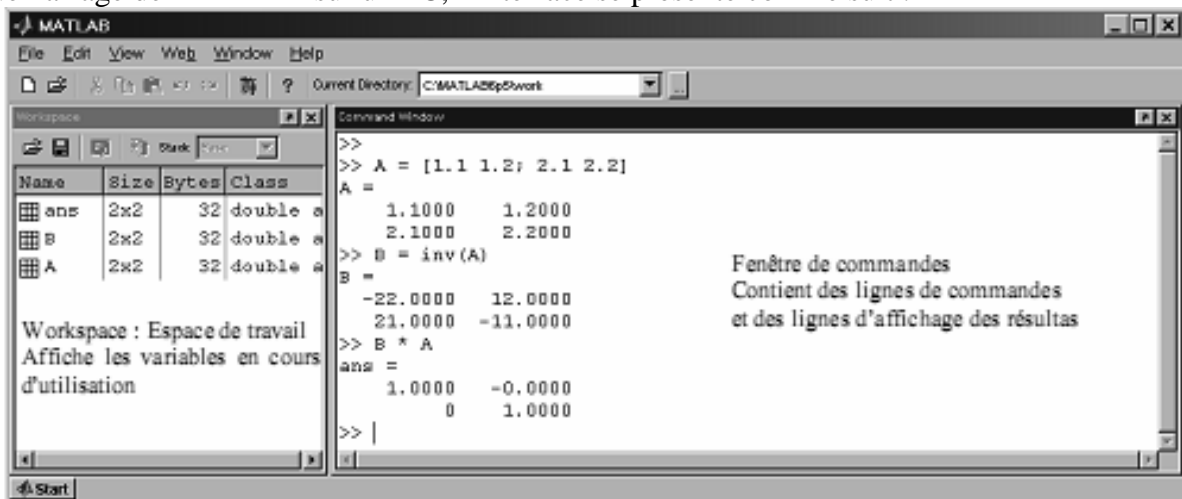 MATLAB
File Edit View Web Window Help
? Current Directory: C:\MATLAB6p5\work ...
Workspace
Stack
Name Size Bytes Class
ans 2x2 32 double a
B 2x2 32 double a
A 2x2 32 double a
Workspace : Espace de travail
Affiche les variables en cours
d'utilisation
Command Window
>>
>> A = [1.1 1.2; 2.1 2.2]
A =
1.1000 1.2000
2.1000 2.2000
>> B = inv(A)
B =
-22.0000 12.0000
21.0000 -11.0000
>> B * A
ans =
1.0000 -0.0000
0 1.0000
>>
Fenêtre de commandes
Contient des lignes de commandes
et des lignes d'affichage des résultas
Start